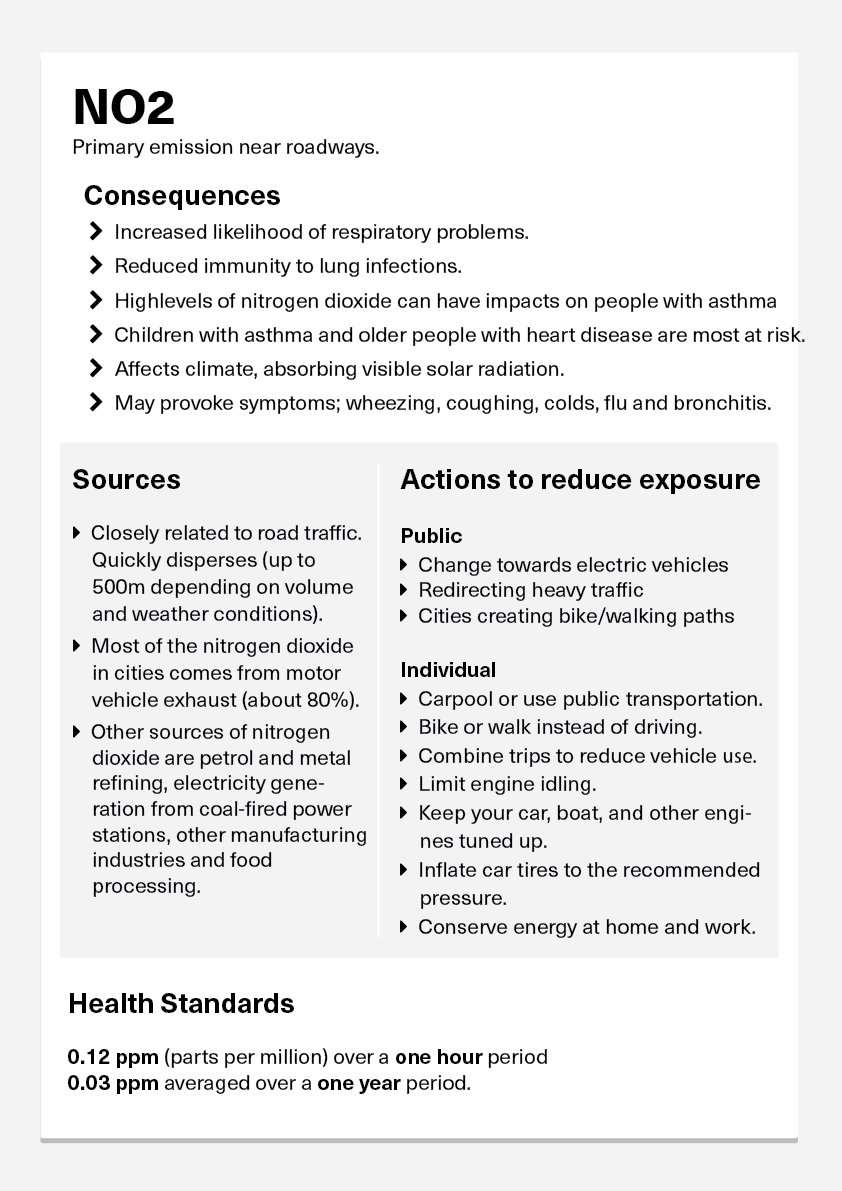 NO2
Primary emission near roadways.
Consequences
Increased likelihood of respiratory problems.
Reduced immunity to lung infections.
Highlevels of nitrogen dioxide can have impacts on people with asthma
Children with asthma and older people with heart disease are most at risk.
Affects climate, absorbing visible solar radiation.
May provoke symptoms; wheezing, coughing, colds, flu and bronchitis.
Sources
Closely related to road traffic.
Quickly disperses (up to
500m depending on volume
and weather conditions).
Most of the nitrogen dioxide
in cities comes from motor
vehicle exhaust (about 80%).
Other sources of nitrogen
dioxide are petrol and metal
refining, electricity gene-
ration from coal-fired power
stations, other manufacturing
industries and food
processing.
Actions to reduce exposure
Public
Change towards electric vehicles
Redirecting heavy traffic
Cities creating bike/walking paths
Individual
Carpool or use public transportation.
Bike or walk instead of driving.
Combine trips to reduce vehicle use.
Limit engine idling.
Keep your car, boat, and other engi-
nes tuned up.
Inflate car tires to the recommended
pressure.
Conserve energy at home and work.
Health Standards
0.12 ppm (parts per million) over a one hour period
0.03 ppm averaged over a one year period.